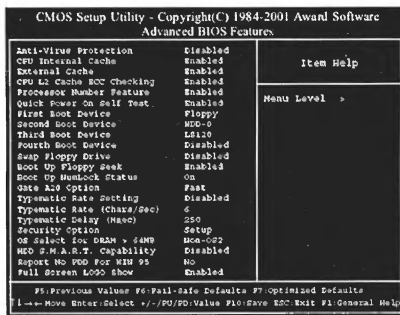 CMOS Setup Utility - Copyright(C) 1984-2001 Award Software
Advanced BIOS Features
Anti-Virus Protection Disabled
CPU Internal Cache Enabled
External Cache Enabled
CPU L2 Cache ECC Checking Enabled
Processor Number Feature Enabled
Quick Power On Self Test Enabled
First Boot Device Floppy
Second Boot Device HDD-0
Third Boot Device LS120
Fourth Boot Device Disabled
Swap Floppy Drive Disabled
Boot Up Floppy Seek Enabled
Boot Up NumLock Status On
Gate A20 Option Fast
Typematic Rate Setting Disabled
Typematic Rate (Chars/Sec) 6
Typematic Delay (Msec) 250
Security Option Setup
OS Select for DRAM > 64MB Non-OS2
HDD S.M.A.R.T. Capability Disabled
Report No FDD For WIN 95 No
Full Screen LOGO Show Enabled
Item Help
Menu Level >
F5:Previous Values F6:Fail-Safe Defaults F7:Optimized Defaults
↑↓→← Move Enter:Select +/-/PU/PD:Value F10:Save ESC:Exit F1:General Help